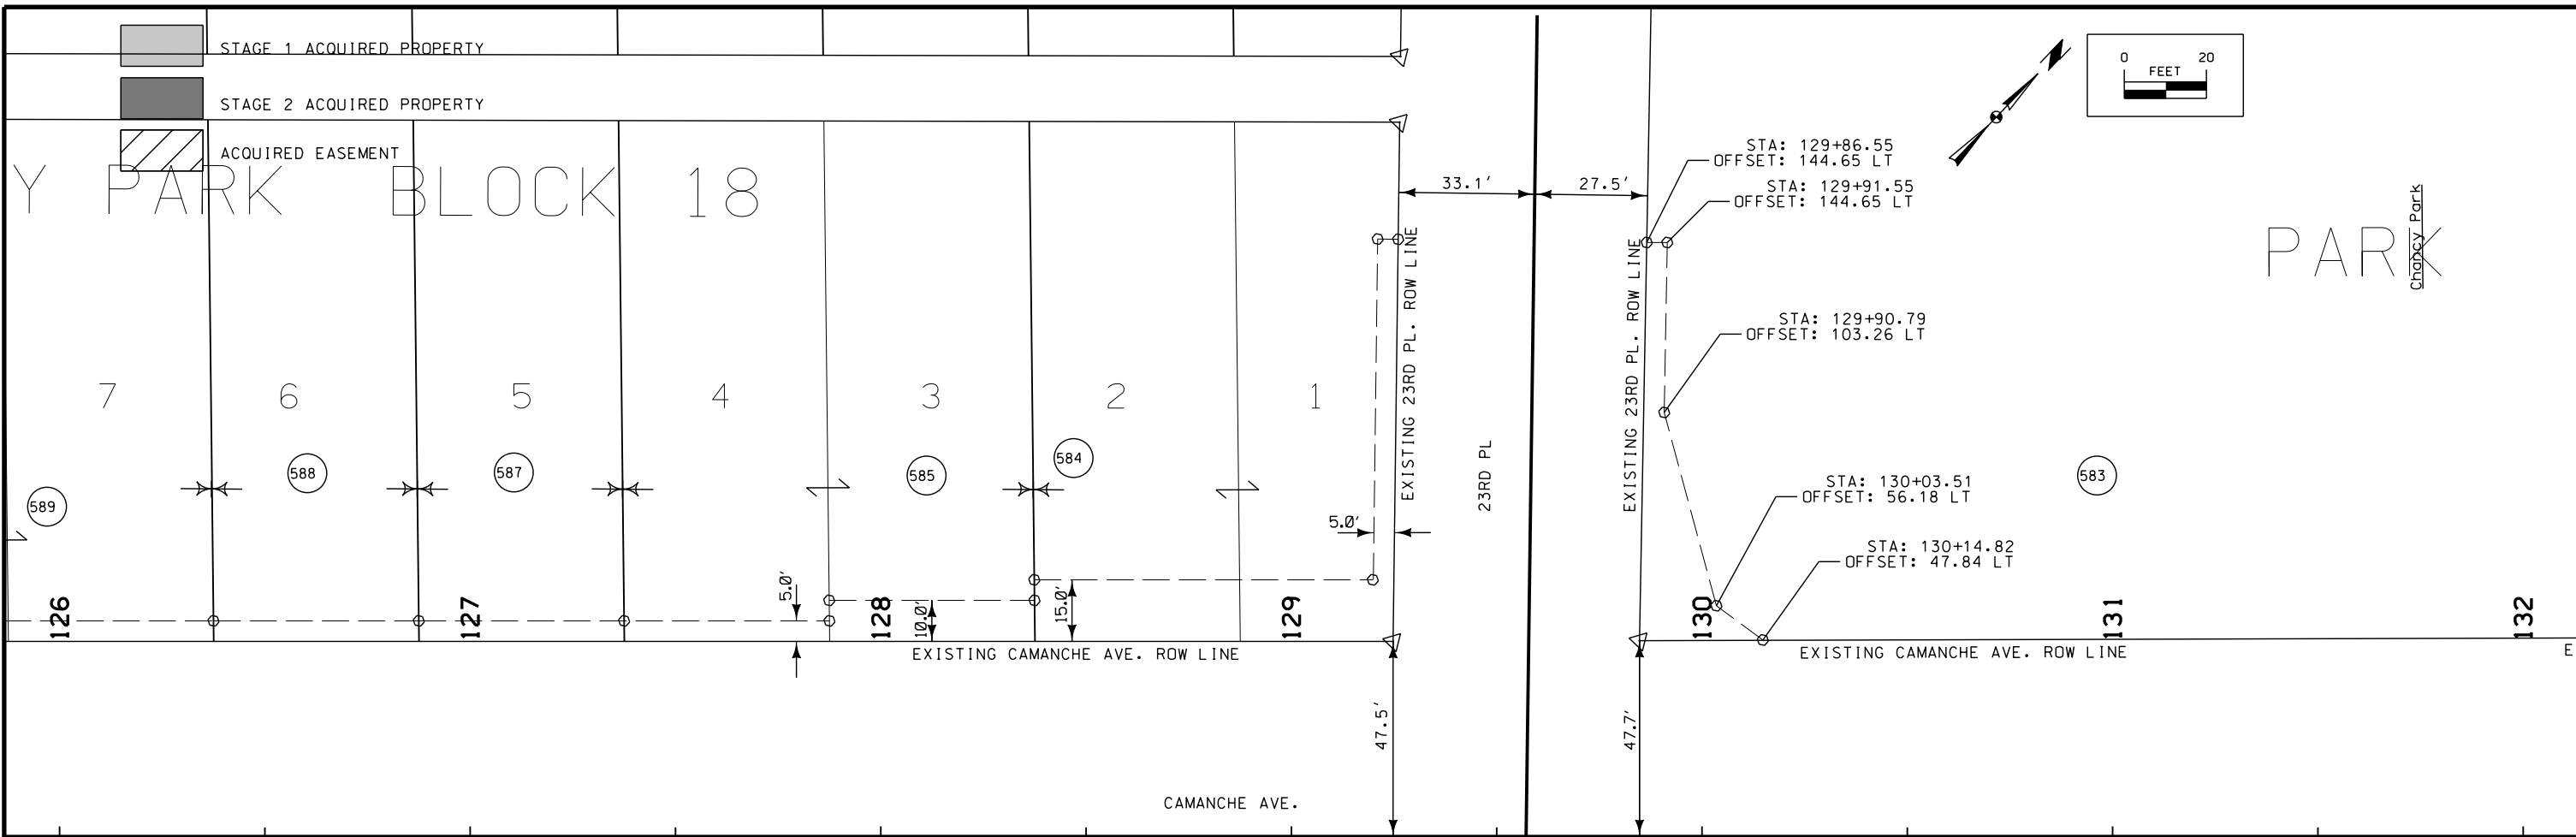 STAGE 1 ACQUIRED PROPERTY
STAGE 2 ACQUIRED PROPERTY
ACQUIRED EASEMENT
Y PARK BLOCK 18
0 20
FEET
STA: 129+86.55
OFFSET: 144.65 LT
STA: 129+91.55
OFFSET: 144.65 LT
33.1'
27.5'
PARK
Chancy Park
STA: 129+90.79
OFFSET: 103.26 LT
EXISTING 23RD PL. ROW LINE
EXISTING 23RD PL. ROW LINE
23RD PL
7
6
5
4
3
2
1
589
588
587
585
584
583
STA: 130+03.51
OFFSET: 56.18 LT
STA: 130+14.82
OFFSET: 47.84 LT
5.0'
5.0'
10.0'
15.0'
126
127
128
129
130
131
132
EXISTING CAMANCHE AVE. ROW LINE
EXISTING CAMANCHE AVE. ROW LINE
E
47.5'
47.7'
CAMANCHE AVE.